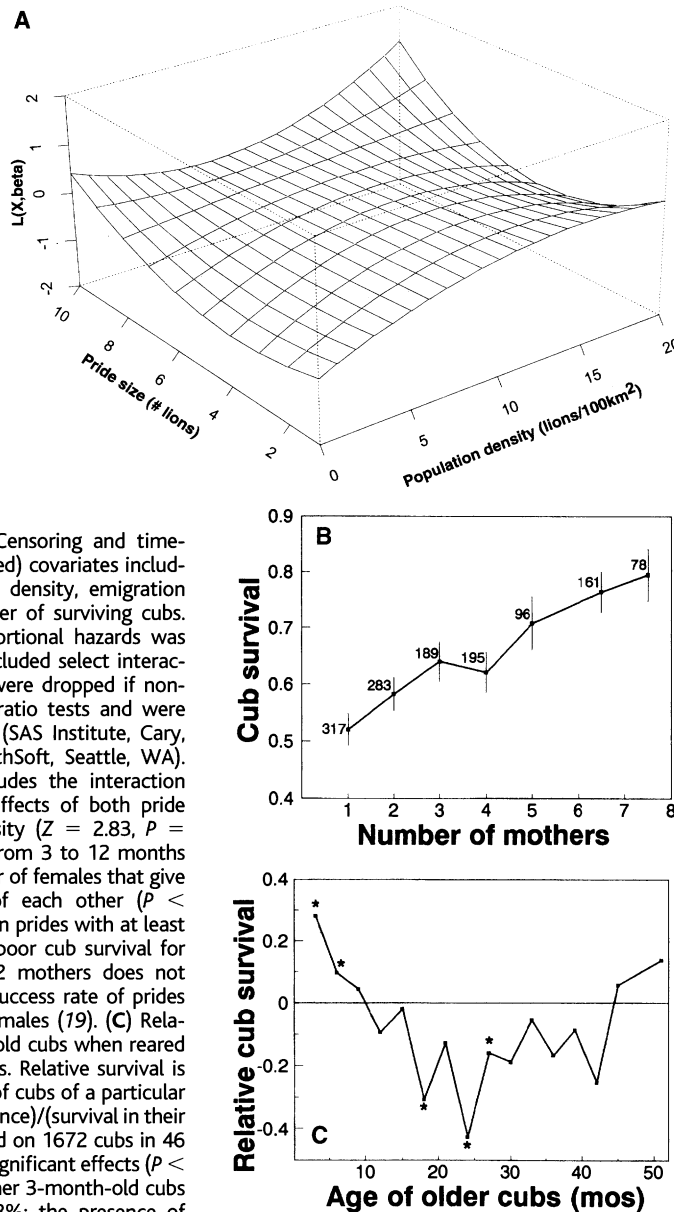 A
2
1
0
-1
-2
L(X,beta)
10
8
6
4
2
Pride size (# lions)
0
5
10
15
20
Population density (lions/100km²)
Censoring and time-
ed) covariates includ-
density, emigration
er of surviving cubs.
ortional hazards was
cluded select interac-
were dropped if non-
ratio tests and were
(SAS Institute, Cary,
thSoft, Seattle, WA).
udes the interaction
ffects of both pride
sity (Z = 2.83, P =
rom 3 to 12 months
r of females that give
of each other (P <
n prides with at least
poor cub survival for
2 mothers does not
uccess rate of prides
males (19). (C) Rela-
old cubs when reared
s. Relative survival is
of cubs of a particular
nce)/(survival in their
d on 1672 cubs in 46
gnificant effects (P <
her 3-month-old cubs
B
Cub survival
0.9
0.8
0.7
0.6
0.5
0.4
317
283
189
195
96
161
78
1 2 3 4 5 6 7 8
Number of mothers
Relative cub survival
0.4
0.2
0
-0.2
-0.4
* * * * *
C
10 20 30 40 50
Age of older cubs (mos)